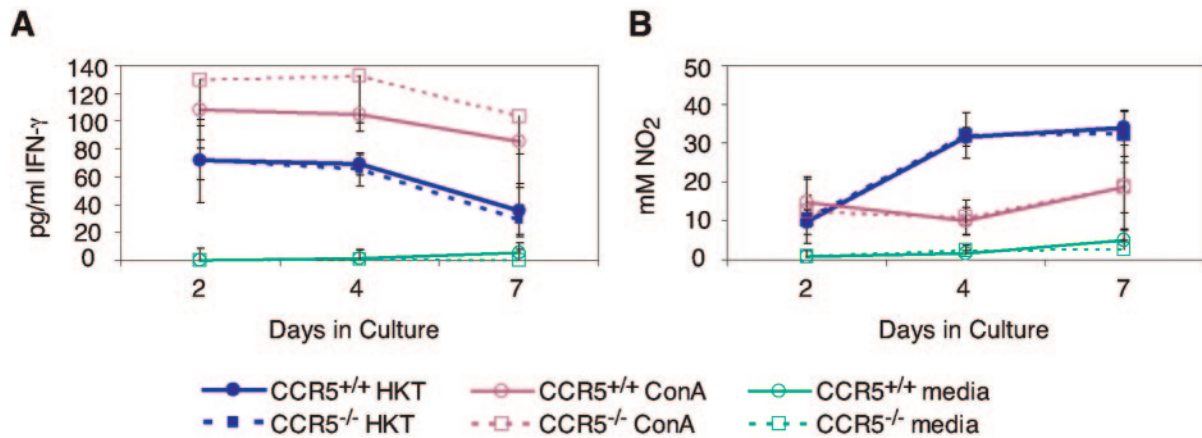 A
pg/ml IFN-γ
140
120
100
80
60
40
20
0
2 4 7
Days in Culture
B
mM NO₂
50
40
30
20
10
0
2 4 7
Days in Culture
CCR5⁺/⁺ HKT CCR5⁺/⁺ ConA CCR5⁺/⁺ media
CCR5⁻/⁻ HKT CCR5⁻/⁻ ConA CCR5⁻/⁻ media